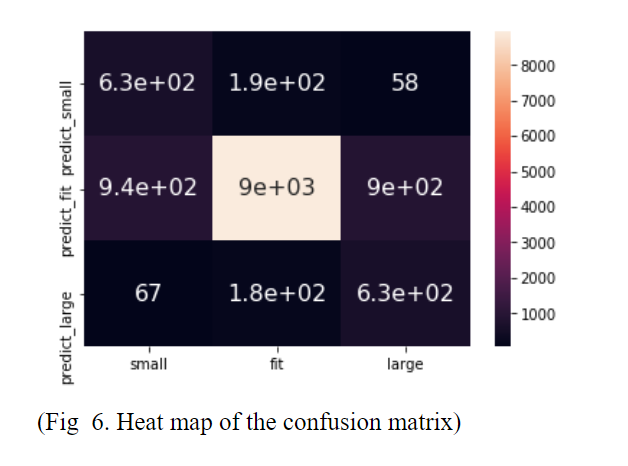 predict_small
6.3e+02 1.9e+02 58
predict_fit
9.4e+02 9e+03 9e+02
predict_large
67 1.8e+02 6.3e+02
small fit large
8000
7000
6000
5000
4000
3000
2000
1000
(Fig 6. Heat map of the confusion matrix)